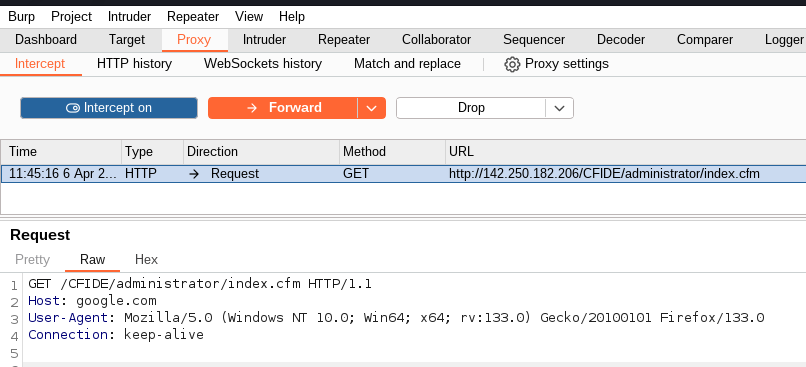 Burp Project Intruder Repeater View Help
Dashboard Target Proxy Intruder Repeater Collaborator Sequencer Decoder Comparer Logger
Intercept HTTP history WebSockets history Match and replace Proxy settings
Intercept on Forward Drop
Time Type Direction Method URL
11:45:16 6 Apr 2... HTTP Request GET http://142.250.182.206/CFIDE/administrator/index.cfm
Request
Pretty Raw Hex
1 GET /CFIDE/administrator/index.cfm HTTP/1.1
2 Host: google.com
3 User-Agent: Mozilla/5.0 (Windows NT 10.0; Win64; x64; rv:133.0) Gecko/20100101 Firefox/133.0
4 Connection: keep-alive
5